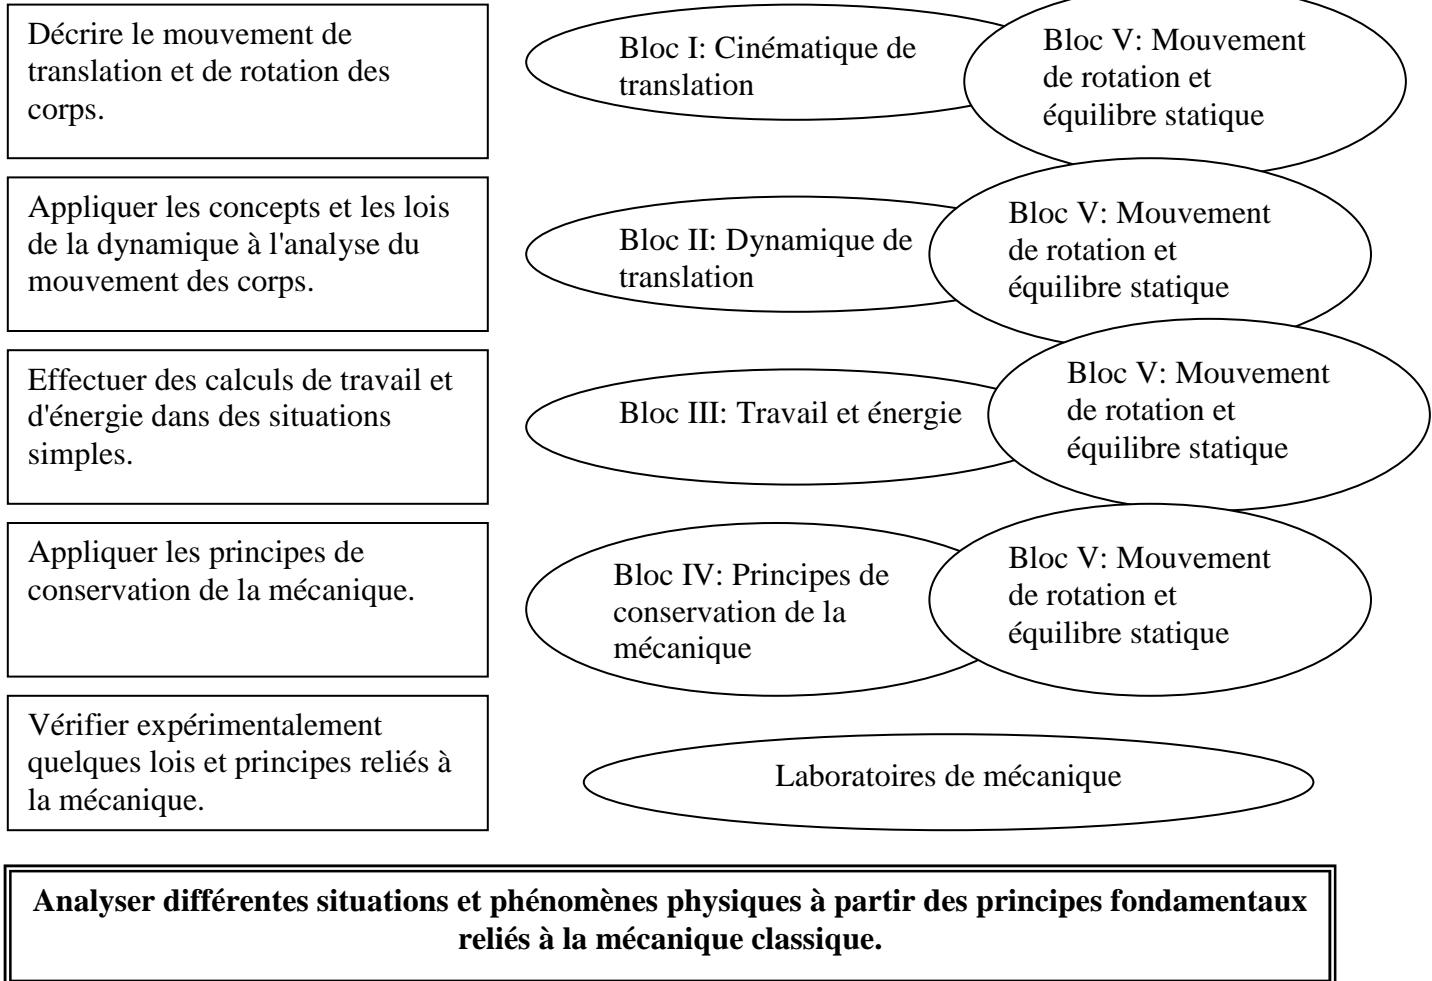 Décrire le mouvement de
translation et de rotation des
corps.
Bloc I: Cinématique de
translation
Bloc V: Mouvement
de rotation et
équilibre statique
Appliquer les concepts et les lois
de la dynamique à l'analyse du
mouvement des corps.
Bloc II: Dynamique de
translation
Bloc V: Mouvement
de rotation et
équilibre statique
Effectuer des calculs de travail et
d'énergie dans des situations
simples.
Bloc III: Travail et énergie
Bloc V: Mouvement
de rotation et
équilibre statique
Appliquer les principes de
conservation de la mécanique.
Bloc IV: Principes de
conservation de la
mécanique
Bloc V: Mouvement
de rotation et
équilibre statique
Vérifier expérimentalement
quelques lois et principes reliés à
la mécanique.
Laboratoires de mécanique
Analyser différentes situations et phénomènes physiques à partir des principes fondamentaux
reliés à la mécanique classique.